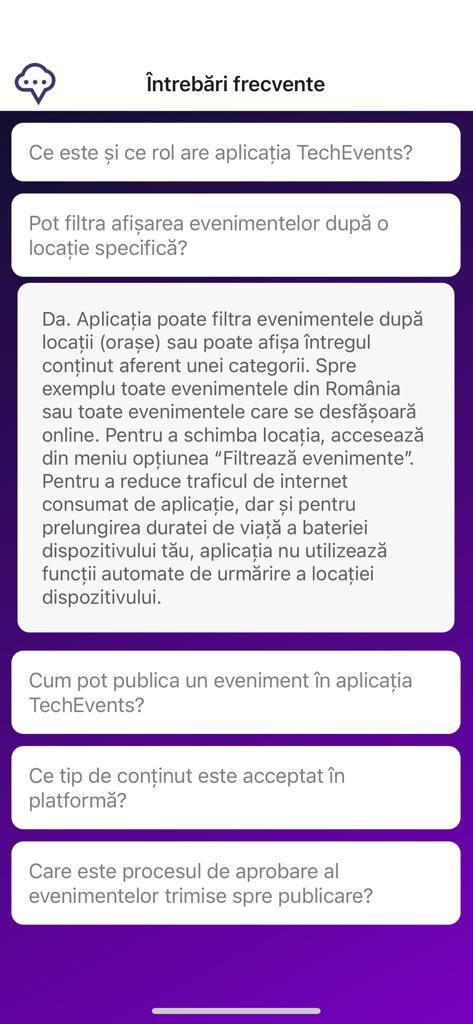 Întrebări frecvente
Ce este și ce rol are aplicația TechEvents?
Pot filtra afișarea evenimentelor după o
locație specifică?
Da. Aplicația poate filtra evenimentele după
locații (orașe) sau poate afișa întregul
conținut aferent unei categorii. Spre
exemplu toate evenimentele din România
sau toate evenimentele care se desfășoară
online. Pentru a schimba locația, accesează
din meniu opțiunea “Filtrează evenimente”.
Pentru a reduce traficul de internet
consumat de aplicație, dar și pentru
prelungirea duratei de viață a bateriei
dispozitivului tău, aplicația nu utilizează
funcții automate de urmărire a locației
dispozitivului.
Cum pot publica un eveniment în aplicația
TechEvents?
Ce tip de conținut este acceptat în
platformă?
Care este procesul de aprobare al
evenimentelor trimise spre publicare?